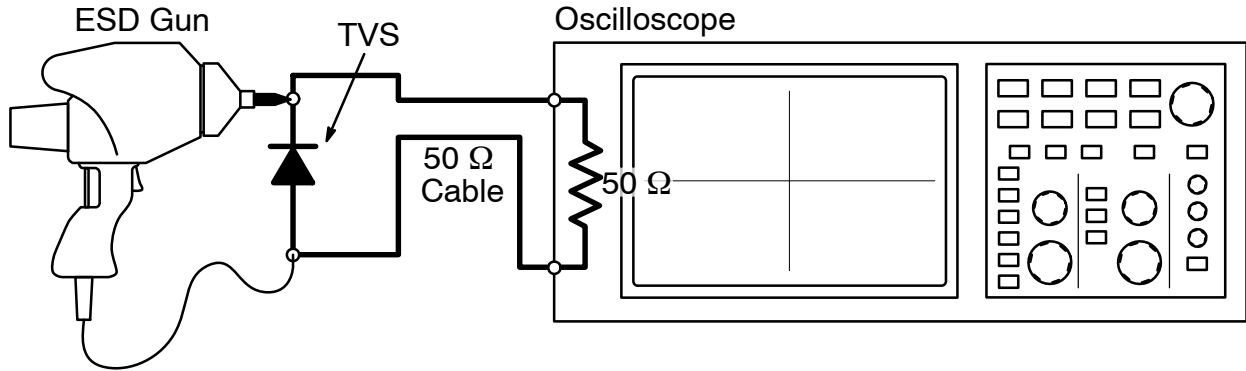 ESD Gun
TVS
Oscilloscope
50 Ω
Cable
50 Ω